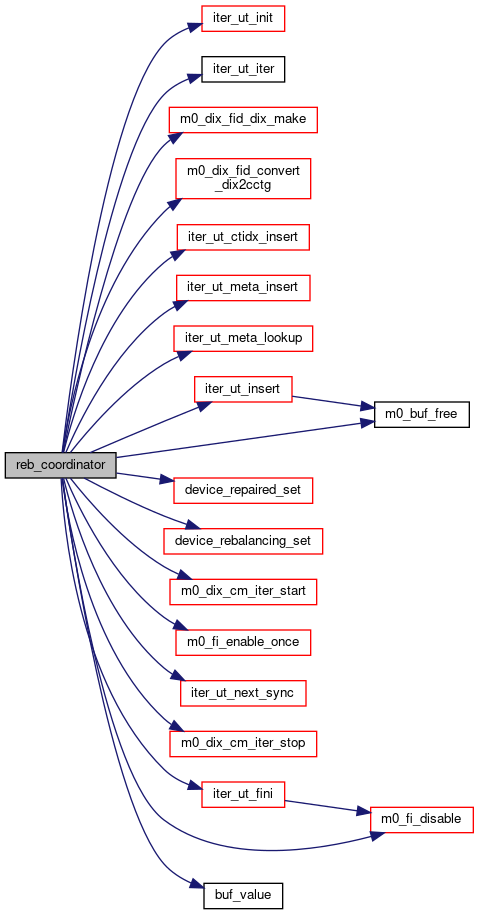 iter_ut_init
iter_ut_iter
m0_dix_fid_dix_make
m0_dix_fid_convert
_dix2cctg
iter_ut_ctidx_insert
iter_ut_meta_insert
iter_ut_meta_lookup
iter_ut_insert
m0_buf_free
reb_coordinator
device_repaired_set
device_rebalancing_set
m0_dix_cm_iter_start
m0_fi_enable_once
iter_ut_next_sync
m0_dix_cm_iter_stop
iter_ut_fini
m0_fi_disable
buf_value